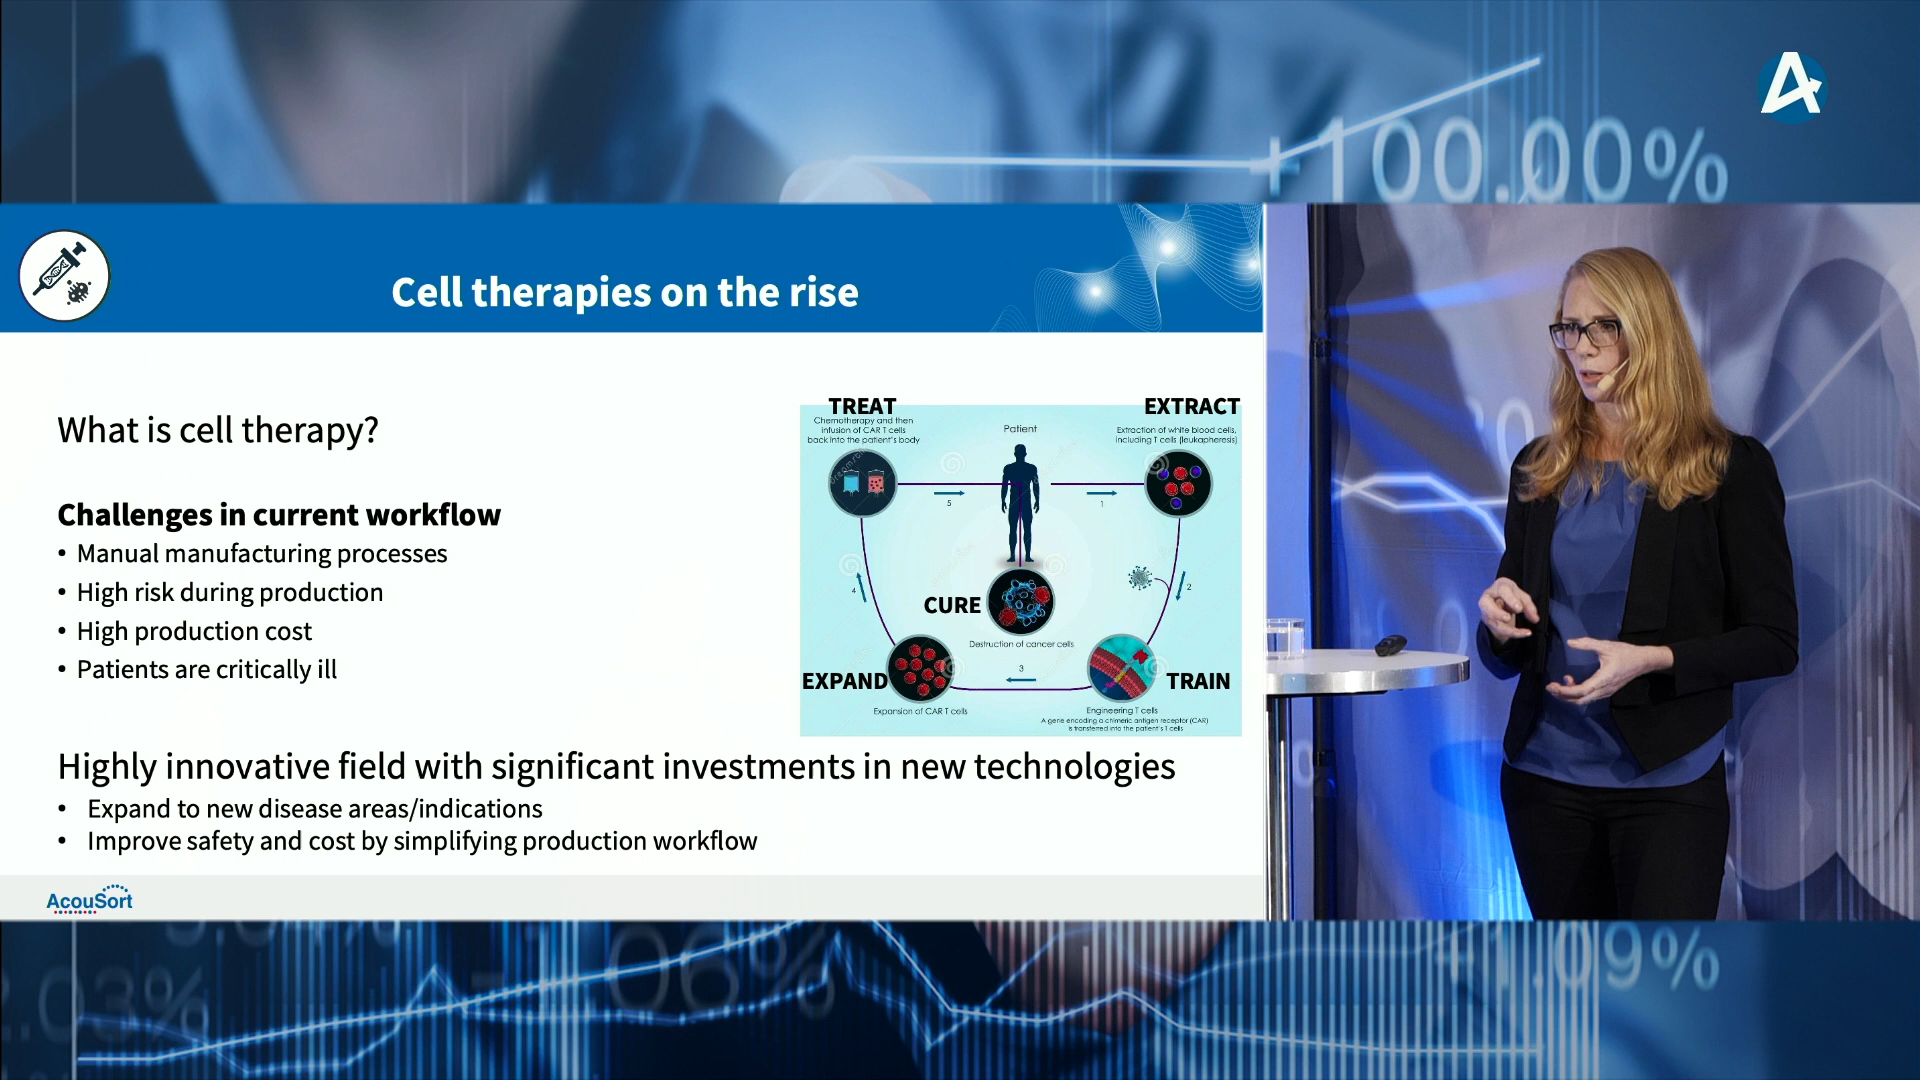 +100.00%
Cell therapies on the rise
What is cell therapy?
Challenges in current workflow
• Manual manufacturing processes
• High risk during production
• High production cost
• Patients are critically ill
TREAT
Chemotherapy and then
infusion of CAR T cells
back into the patient's body
Patient
EXTRACT
Extraction of white blood cells,
including T cells (leukapheresis)
5
1
4
2
CURE
Destruction of cancer cells
3
EXPAND
Expansion of CAR T cells
TRAIN
Engineering T cells
A gene encoding a chimeric antigen receptor (CAR)
is transferred into the patient's T cells
Highly innovative field with significant investments in new technologies
• Expand to new disease areas/indications
• Improve safety and cost by simplifying production workflow
AcouSort